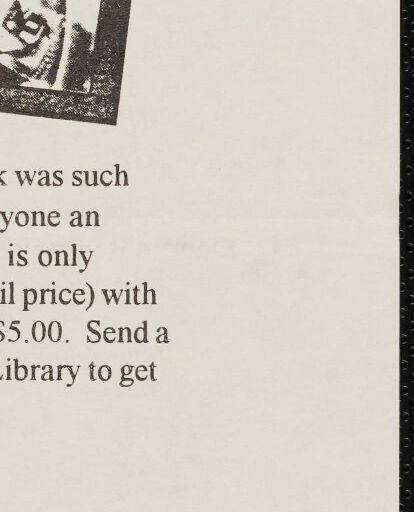 k was such
yone an
is only
il price) with
$5.00. Send a
Library to get